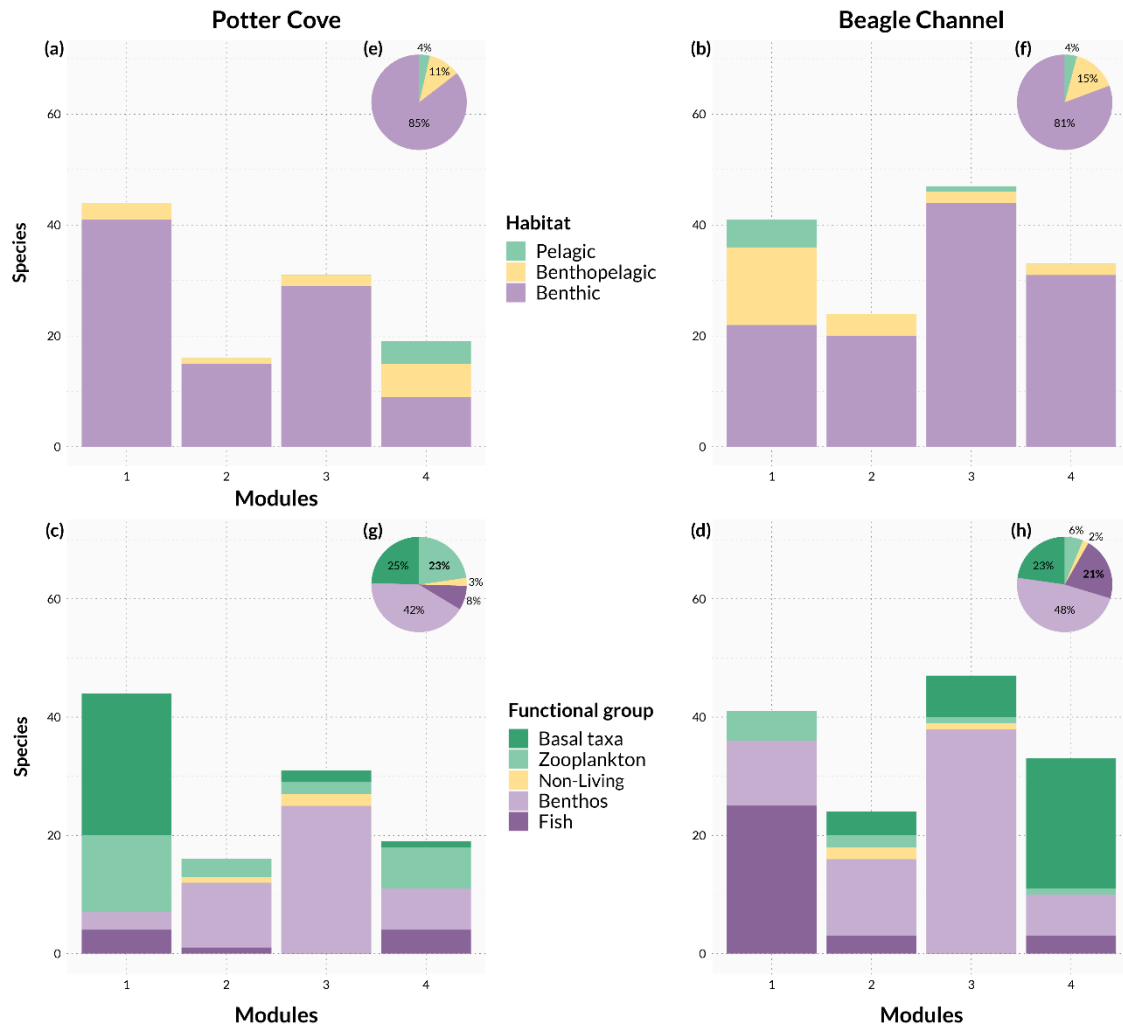 Potter Cove
Beagle Channel
(a)
(e)
4%
11%
85%
60
40
20
0
Species
1 2 3 4
Modules
Habitat
Pelagic
Benthopelagic
Benthic
(b)
(f)
4%
15%
81%
60
40
20
0
1 2 3 4
(c)
(g)
25%
23%
3%
8%
42%
60
40
20
0
Species
1 2 3 4
Modules
Functional group
Basal taxa
Zooplankton
Non-Living
Benthos
Fish
(d)
(h)
6%
2%
23%
21%
48%
60
40
20
0
1 2 3 4
Modules